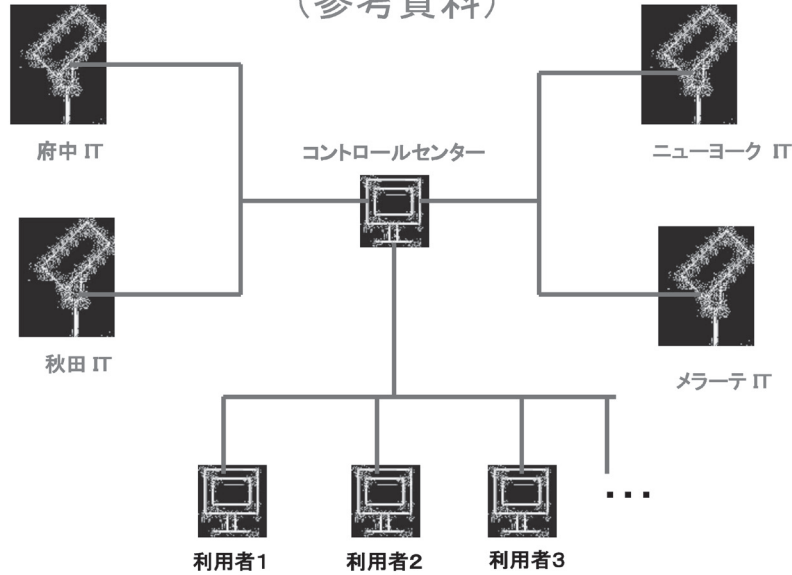 (参考資料)
府中 IT
コントロールセンター
ニューヨーク IT
秋田 IT
メラーテ IT
...
利用者1
利用者2
利用者3